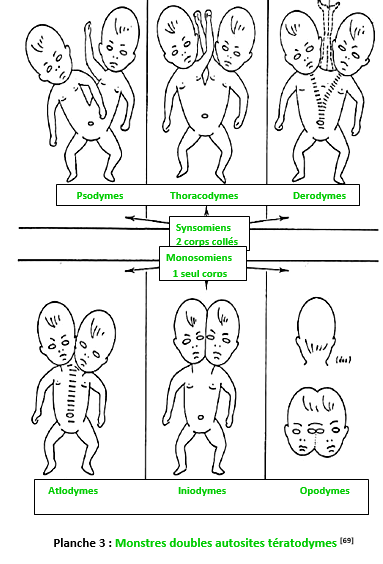 Psodymes Thoracodymes Derodymes
Synsomiens
2 corps collés
Monosomiens
1 seul corps
(dos)
Atlodymes Iniodymes Opodymes
Planche 3 : Monstres doubles autosites tératodymes [69]